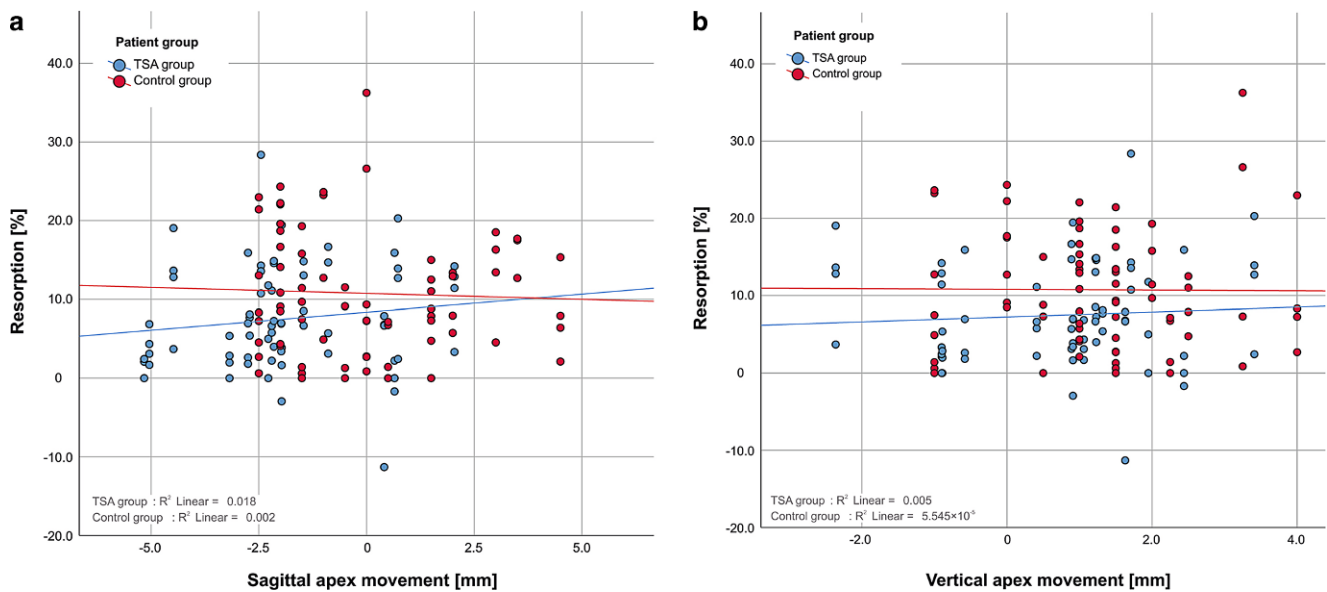 a
Patient group
TSA group
Control group
40.0
30.0
20.0
10.0
0
-10.0
-20.0
Resorption [%]
TSA group : R² Linear = 0.018
Control group : R² Linear = 0.002
-5.0 -2.5 0 2.5 5.0
Sagittal apex movement [mm]
b
Patient group
TSA group
Control group
40.0
30.0
20.0
10.0
0
-10.0
-20.0
Resorption [%]
TSA group : R² Linear = 0.005
Control group : R² Linear = 5.545×10⁻⁵
-2.0 0 2.0 4.0
Vertical apex movement [mm]